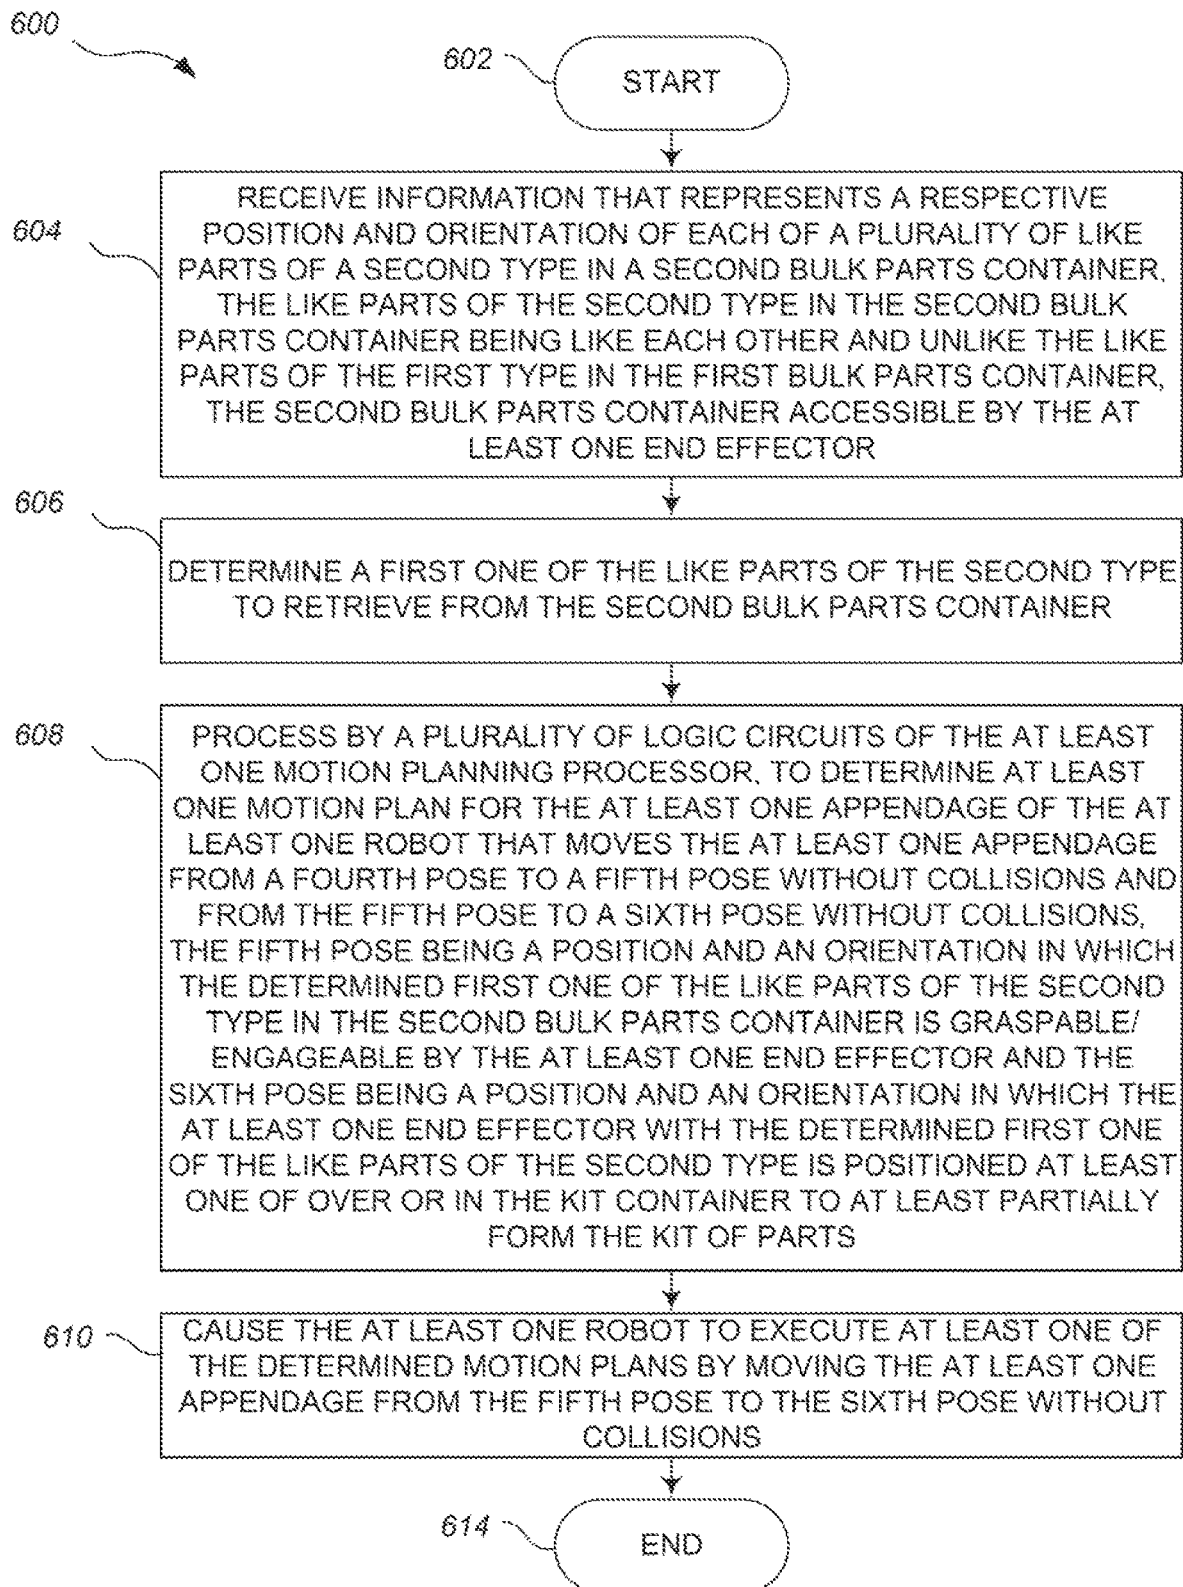 600
602
START
604
RECEIVE INFORMATION THAT REPRESENTS A RESPECTIVE
POSITION AND ORIENTATION OF EACH OF A PLURALITY OF LIKE
PARTS OF A SECOND TYPE IN A SECOND BULK PARTS CONTAINER,
THE LIKE PARTS OF THE SECOND TYPE IN THE SECOND BULK
PARTS CONTAINER BEING LIKE EACH OTHER AND UNLIKE THE LIKE
PARTS OF THE FIRST TYPE IN THE FIRST BULK PARTS CONTAINER,
THE SECOND BULK PARTS CONTAINER ACCESSIBLE BY THE AT
LEAST ONE END EFFECTOR
606
DETERMINE A FIRST ONE OF THE LIKE PARTS OF THE SECOND TYPE
TO RETRIEVE FROM THE SECOND BULK PARTS CONTAINER
608
PROCESS BY A PLURALITY OF LOGIC CIRCUITS OF THE AT LEAST
ONE MOTION PLANNING PROCESSOR, TO DETERMINE AT LEAST
ONE MOTION PLAN FOR THE AT LEAST ONE APPENDAGE OF THE AT
LEAST ONE ROBOT THAT MOVES THE AT LEAST ONE APPENDAGE
FROM A FOURTH POSE TO A FIFTH POSE WITHOUT COLLISIONS AND
FROM THE FIFTH POSE TO A SIXTH POSE WITHOUT COLLISIONS,
THE FIFTH POSE BEING A POSITION AND AN ORIENTATION IN WHICH
THE DETERMINED FIRST ONE OF THE LIKE PARTS OF THE SECOND
TYPE IN THE SECOND BULK PARTS CONTAINER IS GRASPABLE/
ENGAGEABLE BY THE AT LEAST ONE END EFFECTOR AND THE
SIXTH POSE BEING A POSITION AND AN ORIENTATION IN WHICH THE
AT LEAST ONE END EFFECTOR WITH THE DETERMINED FIRST ONE
OF THE LIKE PARTS OF THE SECOND TYPE IS POSITIONED AT LEAST
ONE OF OVER OR IN THE KIT CONTAINER TO AT LEAST PARTIALLY
FORM THE KIT OF PARTS
610
CAUSE THE AT LEAST ONE ROBOT TO EXECUTE AT LEAST ONE OF
THE DETERMINED MOTION PLANS BY MOVING THE AT LEAST ONE
APPENDAGE FROM THE FIFTH POSE TO THE SIXTH POSE WITHOUT
COLLISIONS
614
END